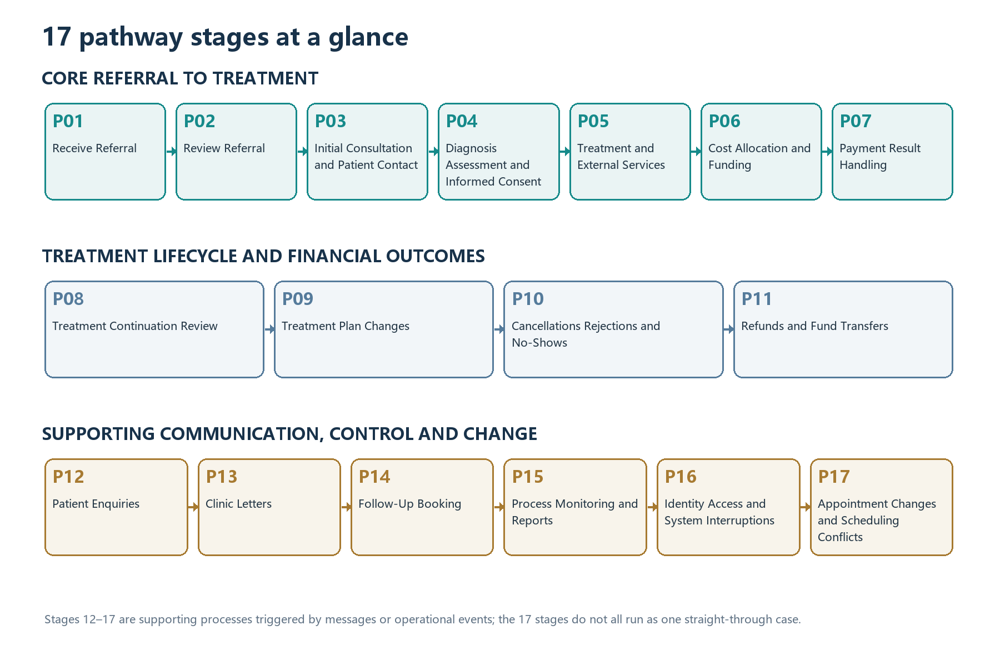 17 pathway stages at a glance
CORE REFERRAL TO TREATMENT
P01
Receive Referral
P02
Review Referral
P03
Initial Consultation
and Patient Contact
P04
Diagnosis
Assessment and
Informed Consent
P05
Treatment and
External Services
P06
Cost Allocation and
Funding
P07
Payment Result
Handling
TREATMENT LIFECYCLE AND FINANCIAL OUTCOMES
P08
Treatment Continuation Review
P09
Treatment Plan Changes
P10
Cancellations Rejections and
No-Shows
P11
Refunds and Fund Transfers
SUPPORTING COMMUNICATION, CONTROL AND CHANGE
P12
Patient Enquiries
P13
Clinic Letters
P14
Follow-Up Booking
P15
Process Monitoring and
Reports
P16
Identity Access and
System Interruptions
P17
Appointment Changes
and Scheduling
Conflicts
Stages 12–17 are supporting processes triggered by messages or operational events; the 17 stages do not all run as one straight-through case.